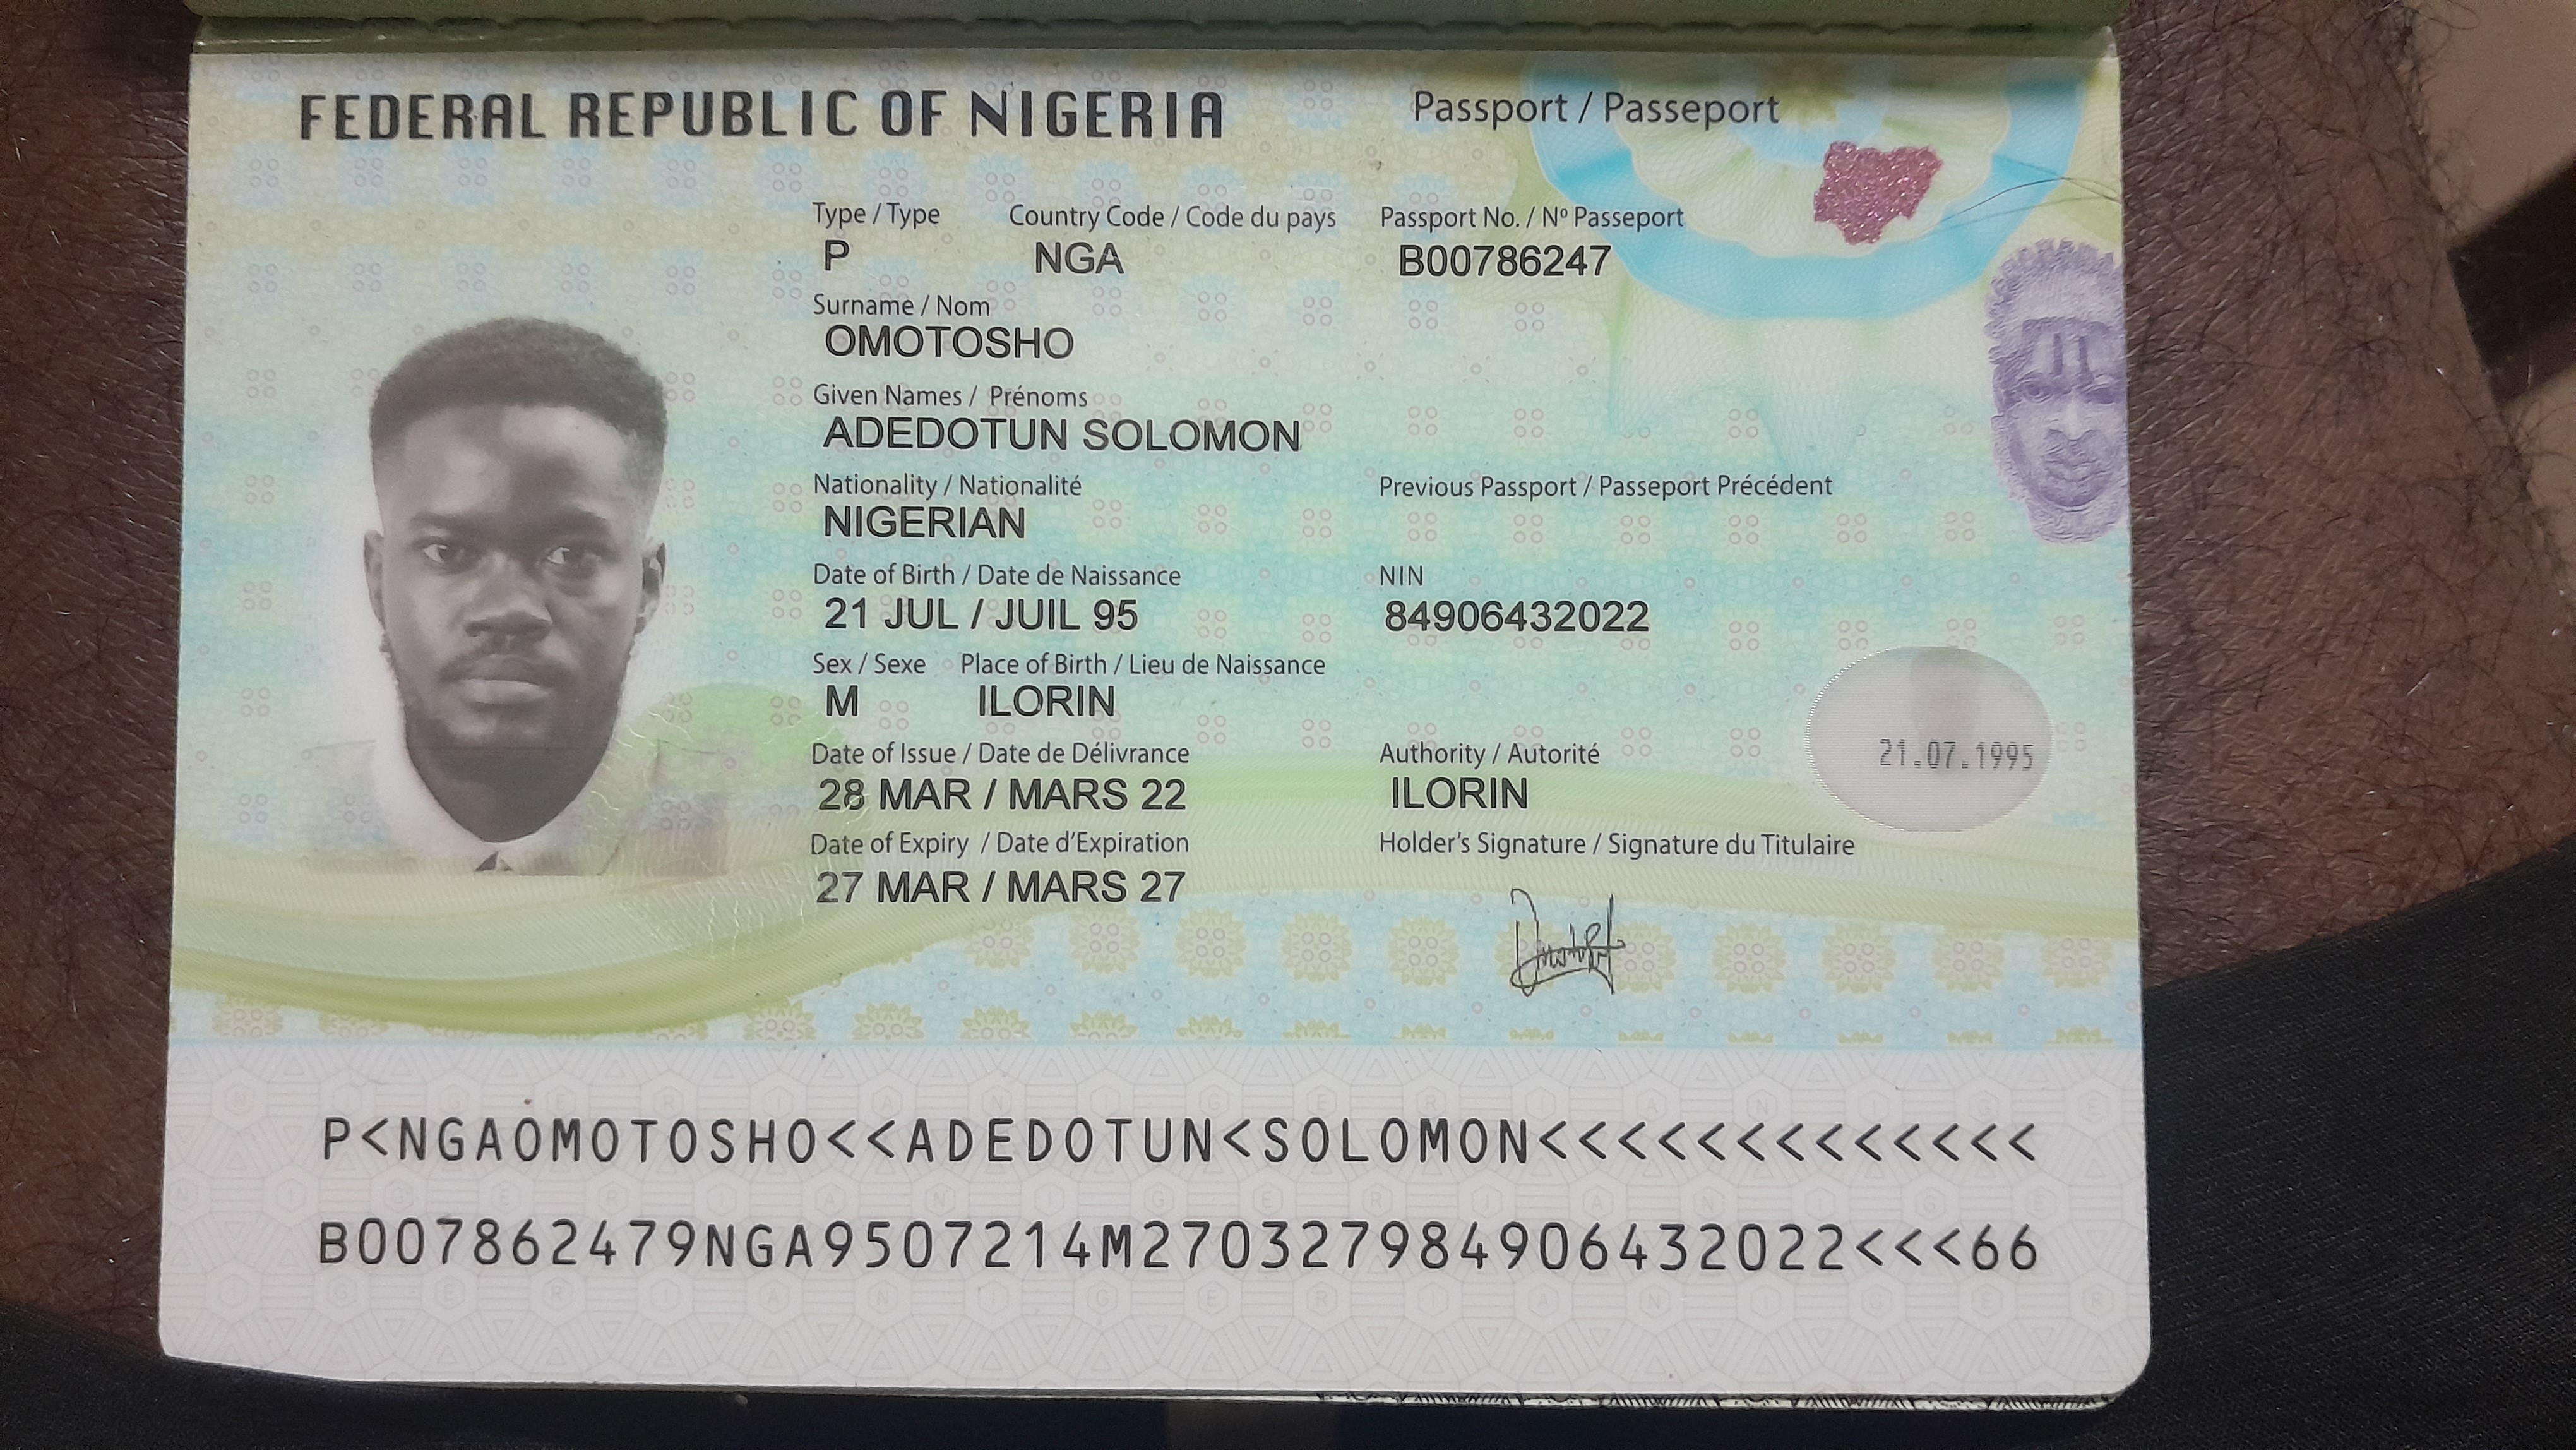 FEDERAL REPUBLIC OF NIGERIA
Passport / Passeport
Type / Type Country Code / Code du pays Passport No. / Nº Passeport
P NGA B00786247
Surname / Nom
OMOTOSHO
Given Names / Prénoms
ADEDOTUN SOLOMON
Nationality / Nationalité Previous Passport / Passeport Précédent
NIGERIAN
Date of Birth / Date de Naissance NIN
21 JUL / JUIL 95 84906432022
Sex / Sexe Place of Birth / Lieu de Naissance
M ILORIN
Date of Issue / Date de Délivrance Authority / Autorité
28 MAR / MARS 22 ILORIN
Date of Expiry / Date d'Expiration Holder's Signature / Signature du Titulaire
27 MAR / MARS 27
21.07.1995
P<NGAOMOTOSHO<<ADEDOTUN<SOLOMON<<<<<<<<<<<<<
B007862479NGA9507214M270327984906432022<<<66